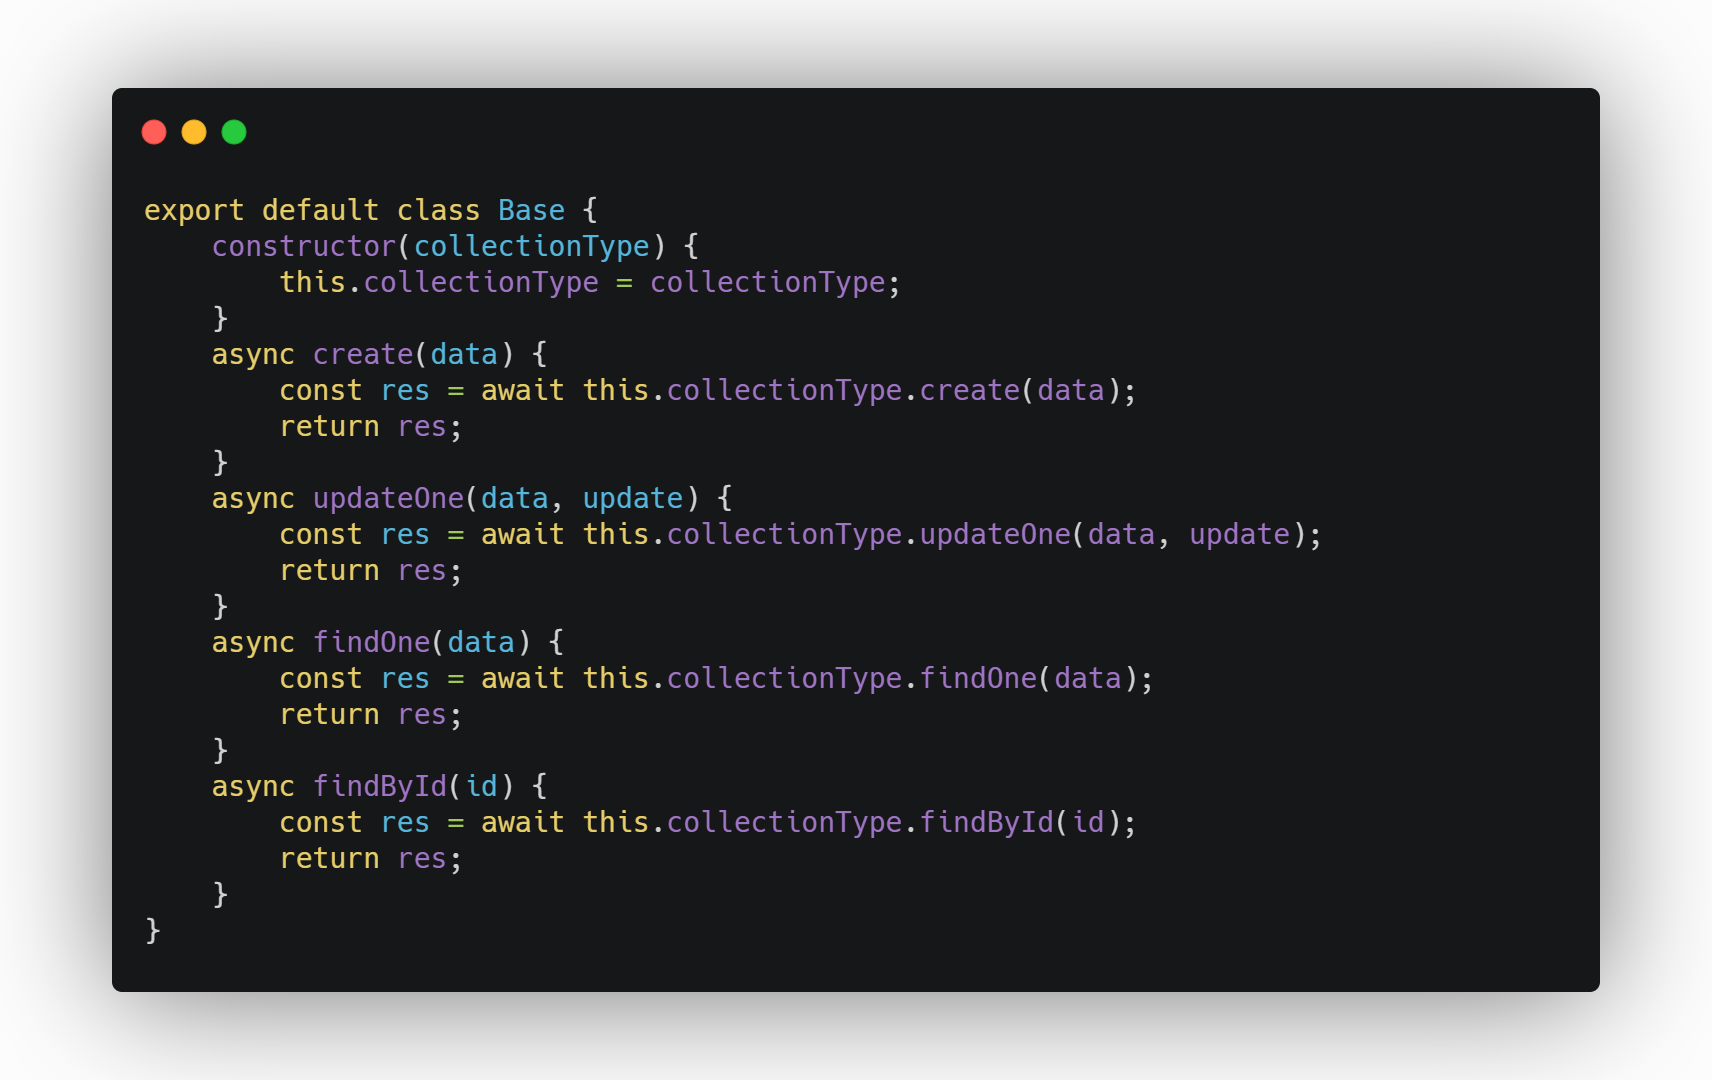 export default class Base {
    constructor(collectionType) {
        this.collectionType = collectionType;
    }
    async create(data) {
        const res = await this.collectionType.create(data);
        return res;
    }
    async updateOne(data, update) {
        const res = await this.collectionType.updateOne(data, update);
        return res;
    }
    async findOne(data) {
        const res = await this.collectionType.findOne(data);
        return res;
    }
    async findById(id) {
        const res = await this.collectionType.findById(id);
        return res;
    }
}